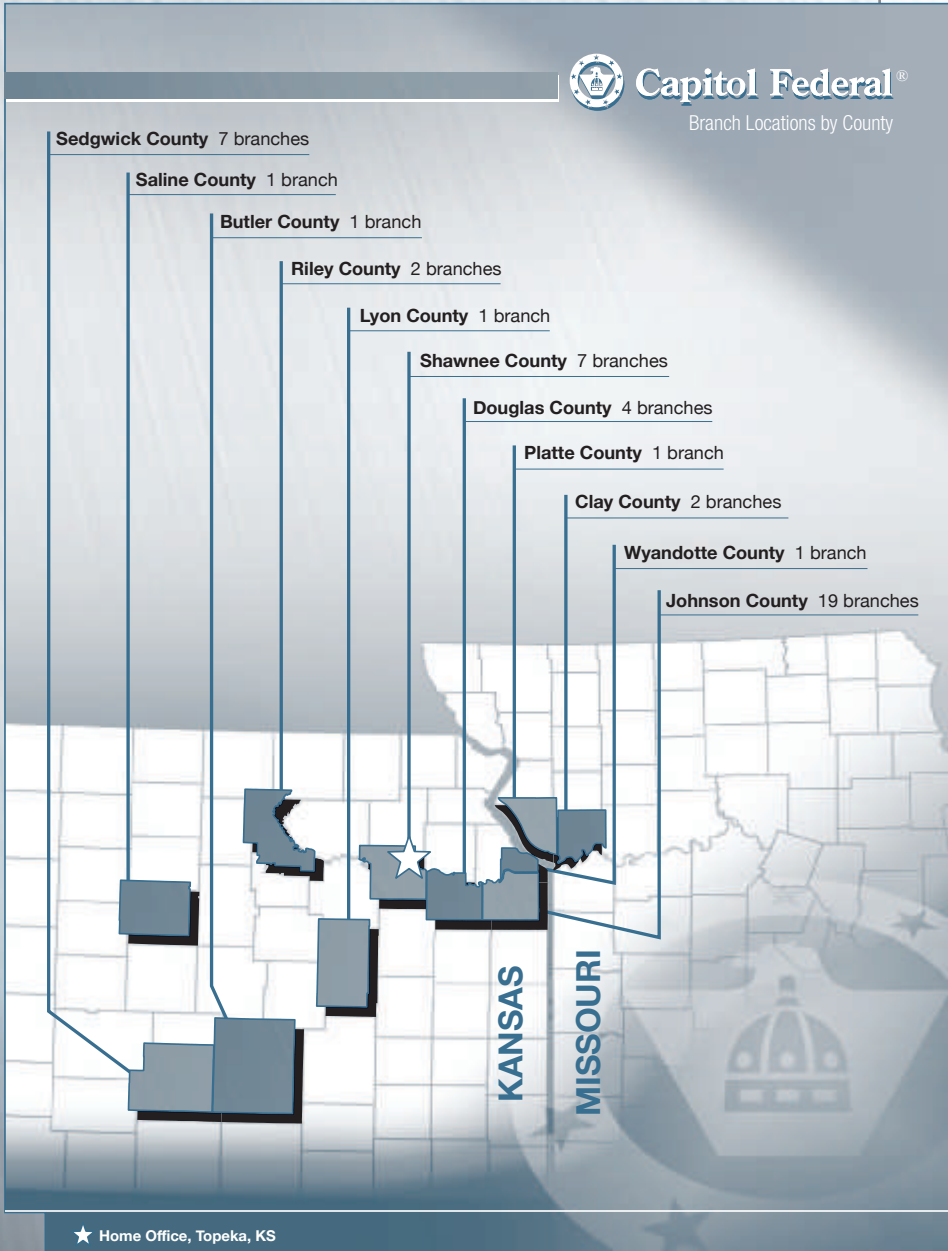 Capitol Federal®
Branch Locations by County
Sedgwick County 7 branches
Saline County 1 branch
Butler County 1 branch
Riley County 2 branches
Lyon County 1 branch
Shawnee County 7 branches
Douglas County 4 branches
Platte County 1 branch
Clay County 2 branches
Wyandotte County 1 branch
Johnson County 19 branches
KANSAS
MISSOURI
Home Office, Topeka, KS